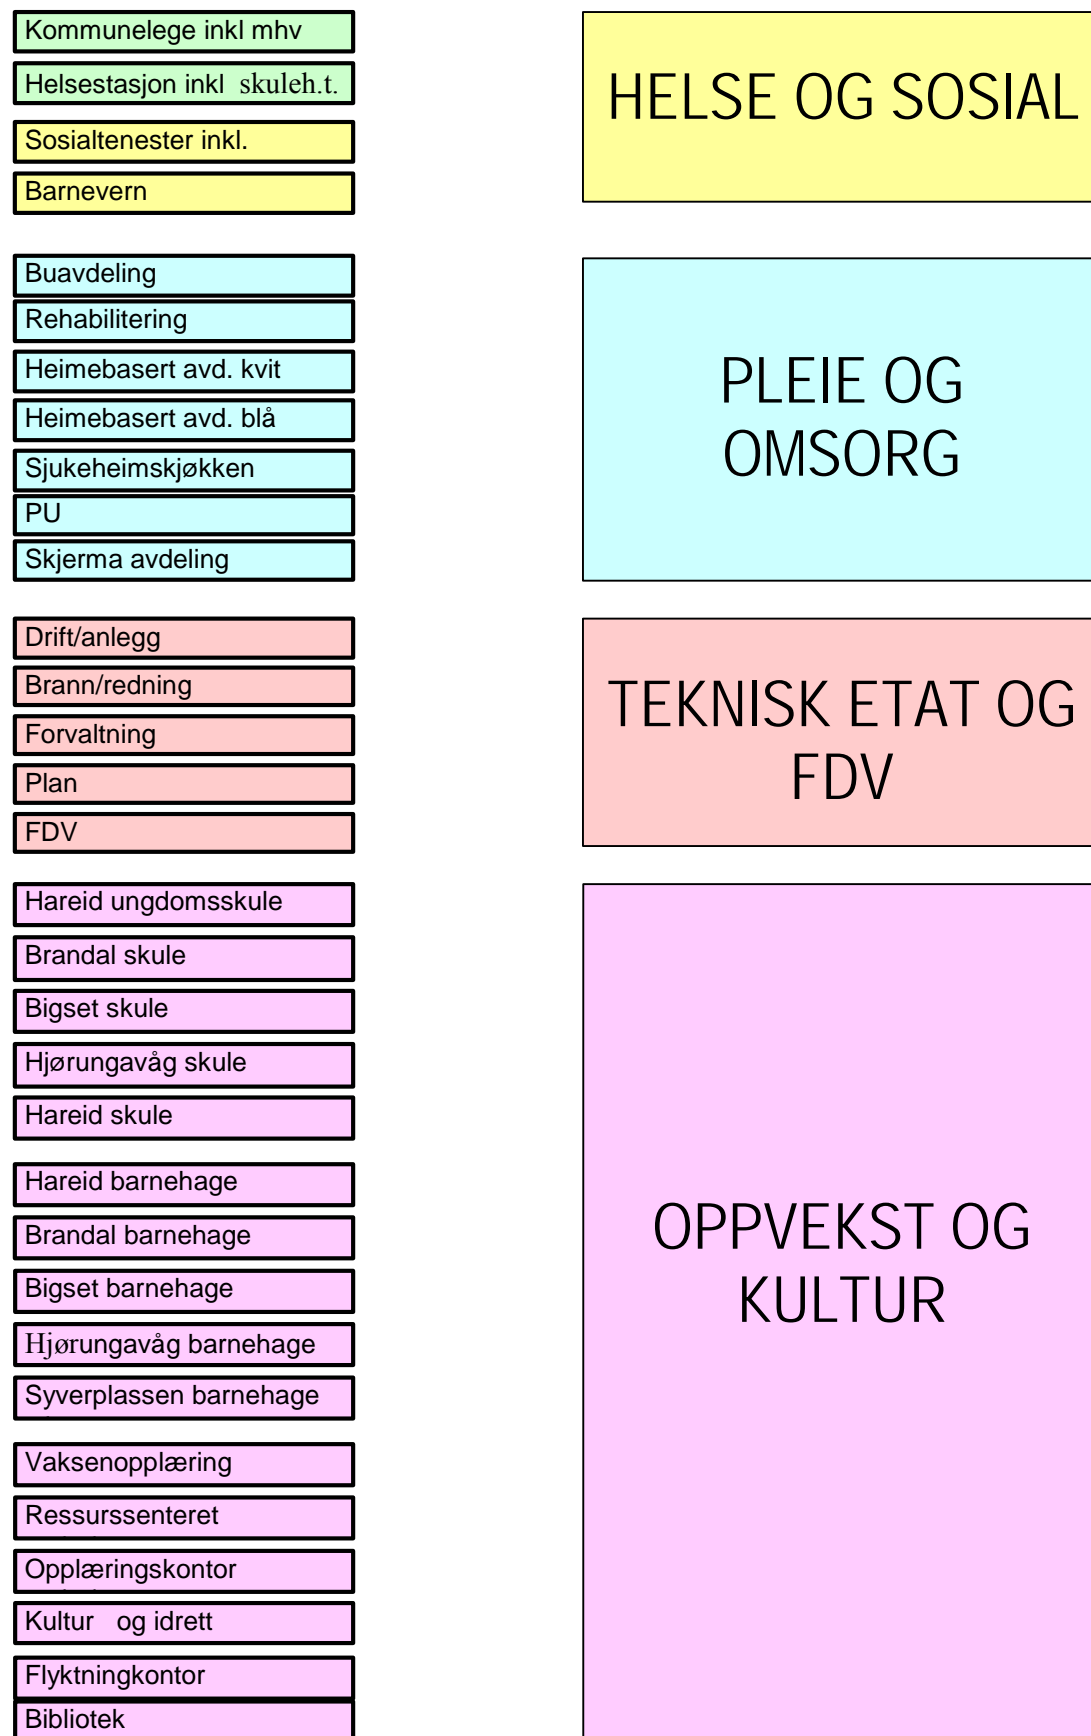 Kommunelege inkl mhv
Helsestasjon inkl skuleh.t.
Sosialtenester inkl.
Barnevern
HELSE OG SOSIAL
Buavdeling
Rehabilitering
Heimebasert avd. kvit
Heimebasert avd. blå
Sjukeheimskjøkken
PU
Skjerma avdeling
PLEIE OG
OMSORG
Drift/anlegg
Brann/redning
Forvaltning
Plan
FDV
TEKNISK ETAT OG
FDV
Hareid ungdomsskule
Brandal skule
Bigset skule
Hjørungavåg skule
Hareid skule
Hareid barnehage
Brandal barnehage
Bigset barnehage
Hjørungavåg barnehage
Syverplassen barnehage
Vaksenopplæring
Ressurssenteret
Opplæringskontor
Kultur og idrett
Flyktningkontor
Bibliotek
OPPVEKST OG
KULTUR